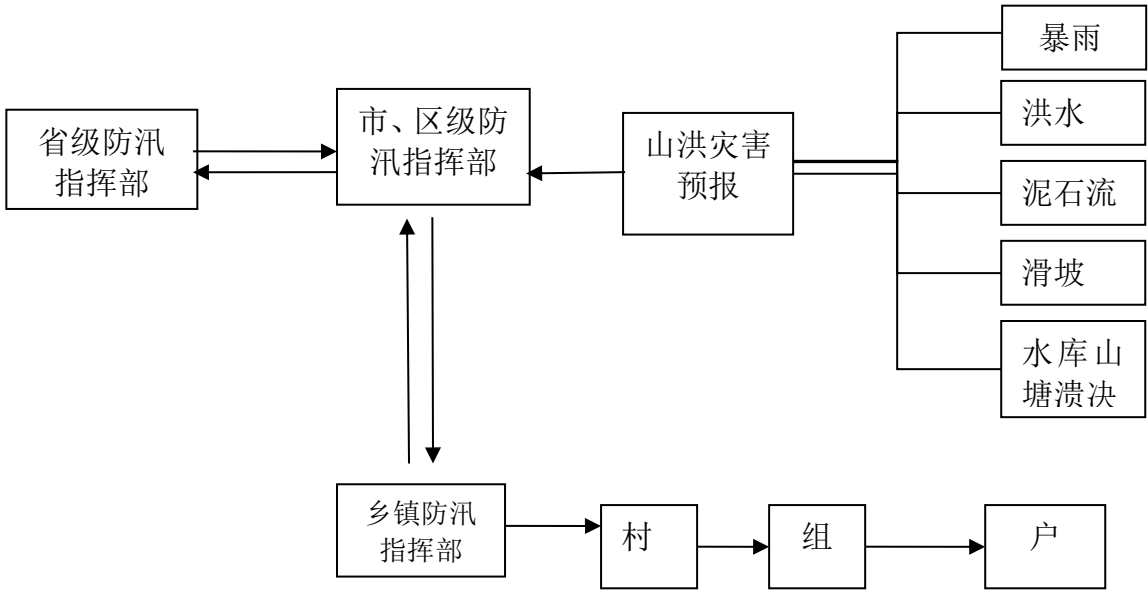 暴雨
省级防汛
指挥部
市、区级防
汛指挥部
山洪灾害
预报
洪水
泥石流
滑坡
水库山
塘溃决
乡镇防汛
指挥部
村
组
户